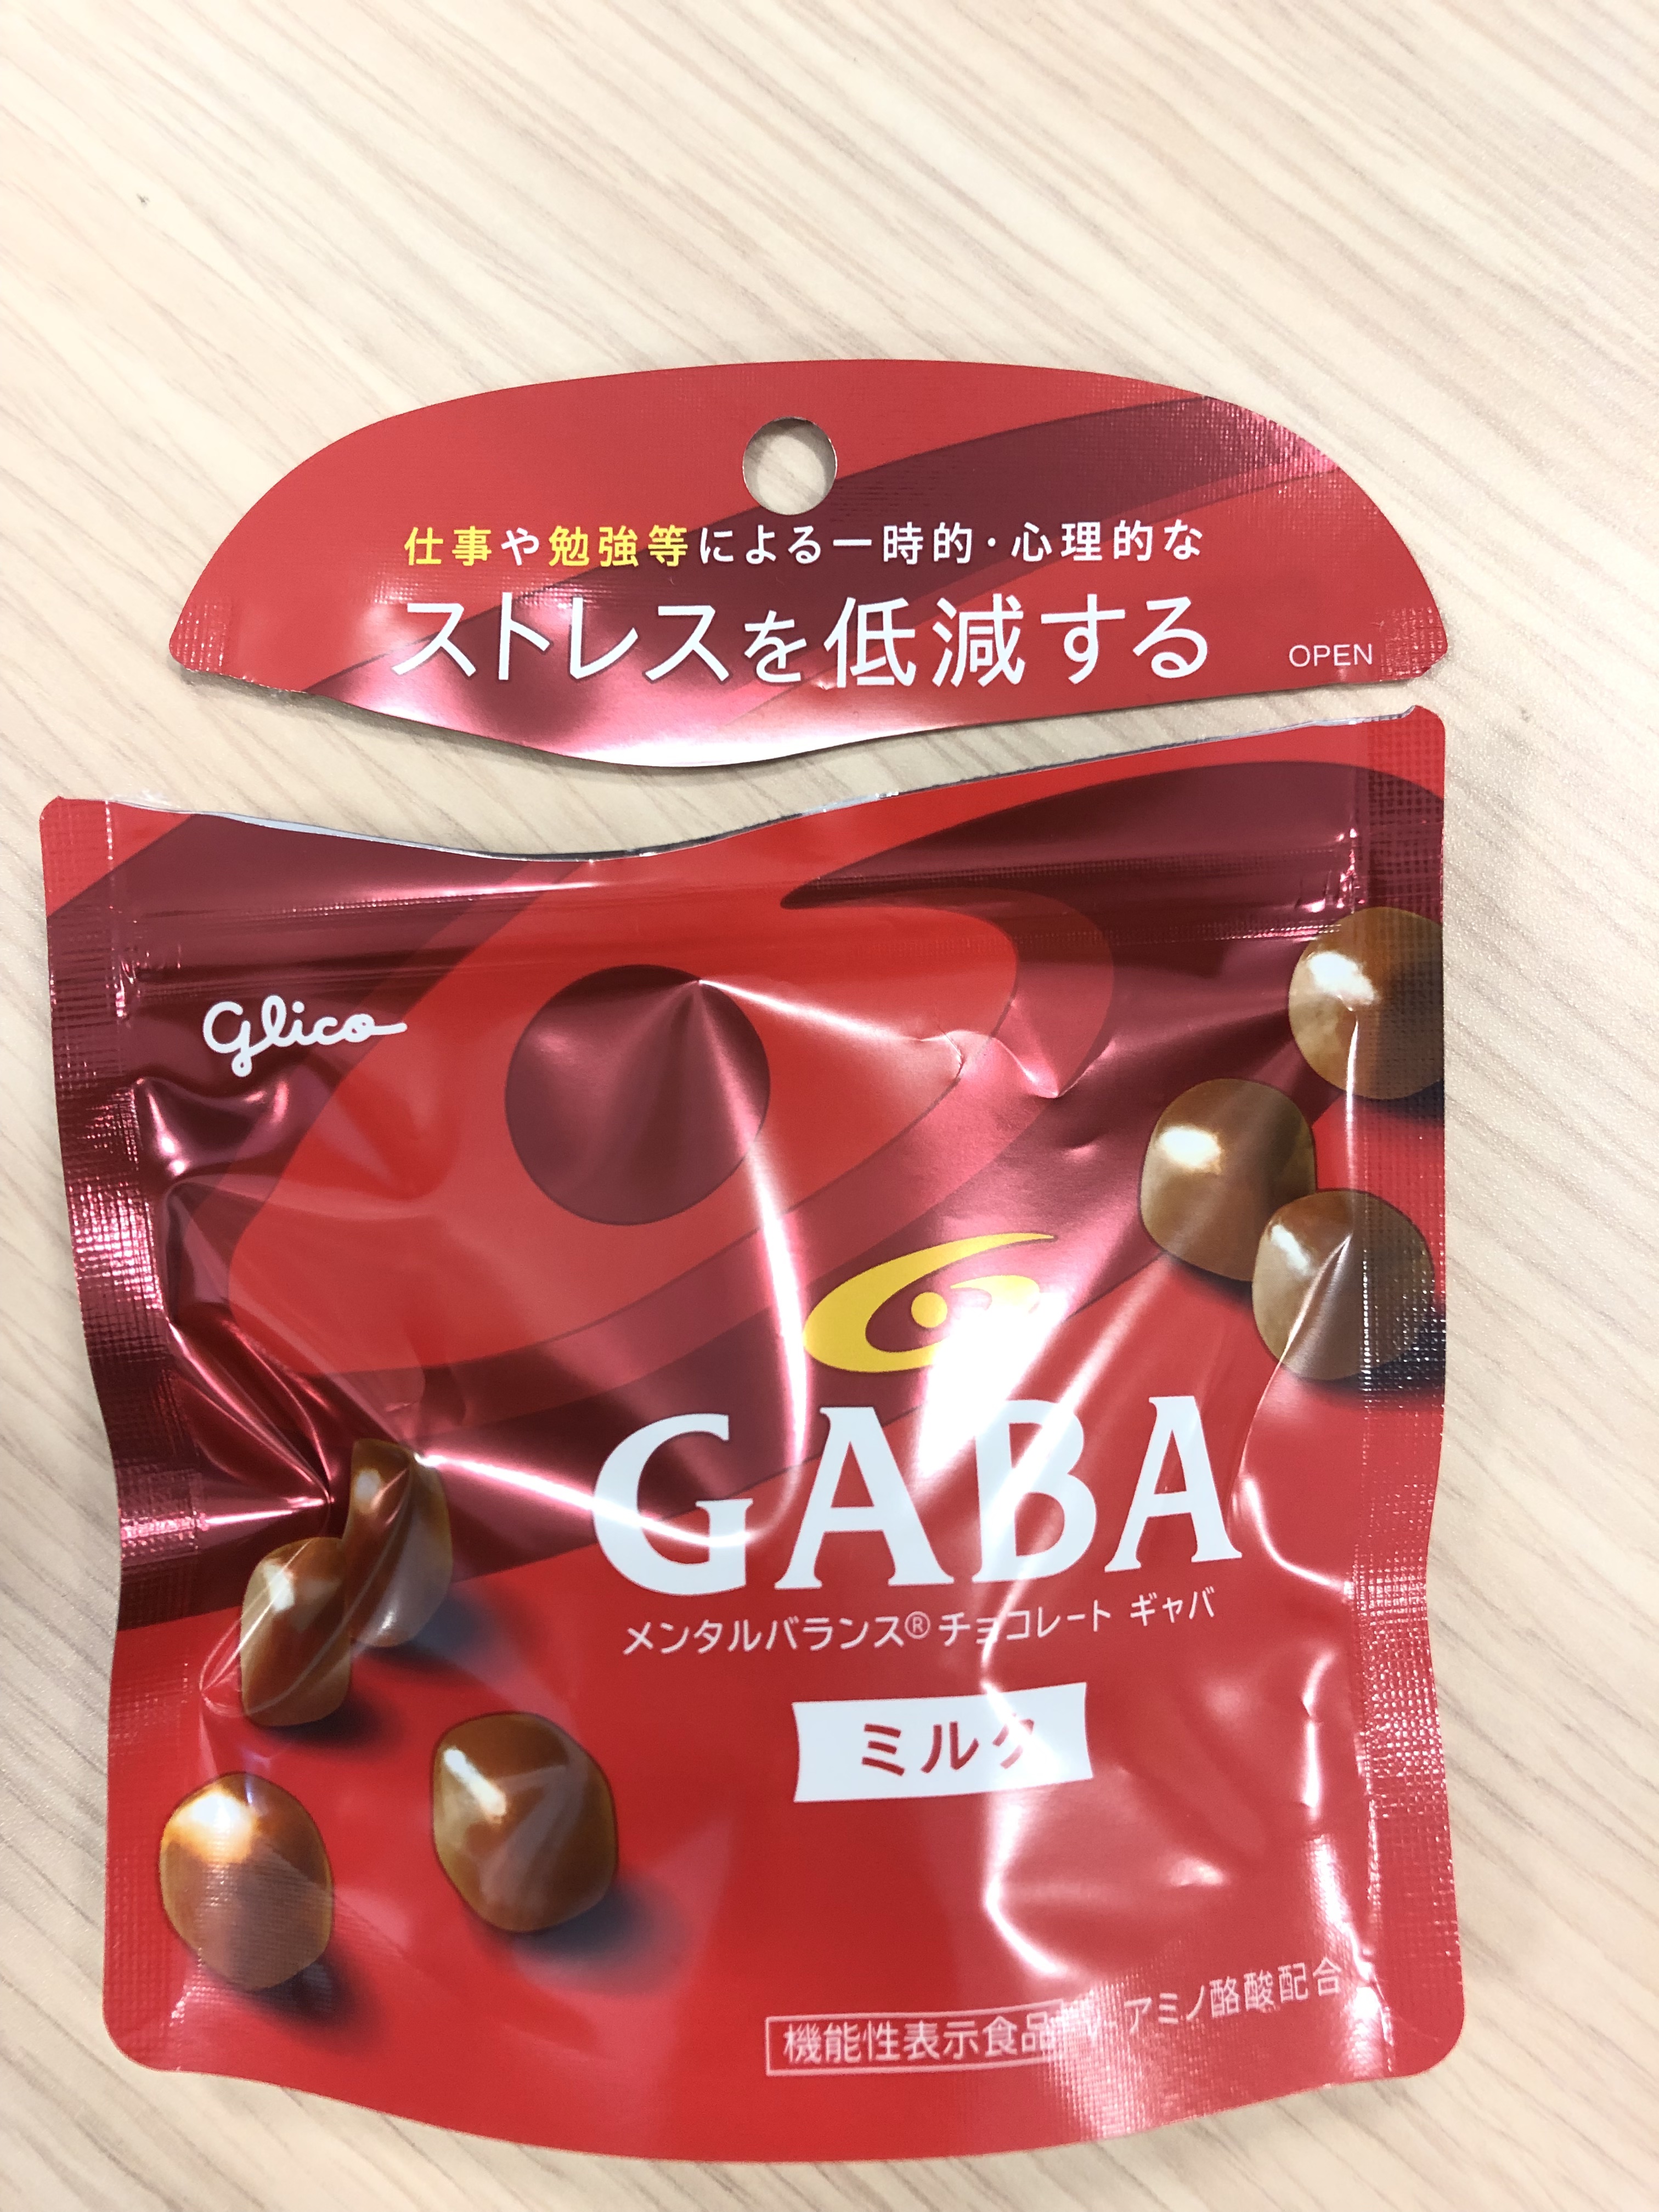 仕事や勉強等による一時的・心理的な
ストレスを低減する
OPEN
glico
GABA
メンタルバランス® チョコレート ギャバ
ミルク
機能性表示食品
アミノ酪酸配合